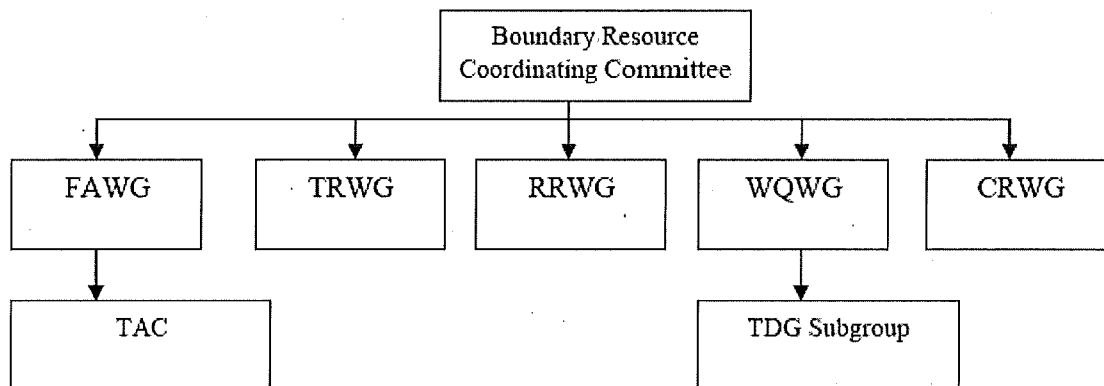 Boundary Resource
Coordinating Committee
FAWG
TRWG
RRWG
WQWG
CRWG
TAC
TDG Subgroup